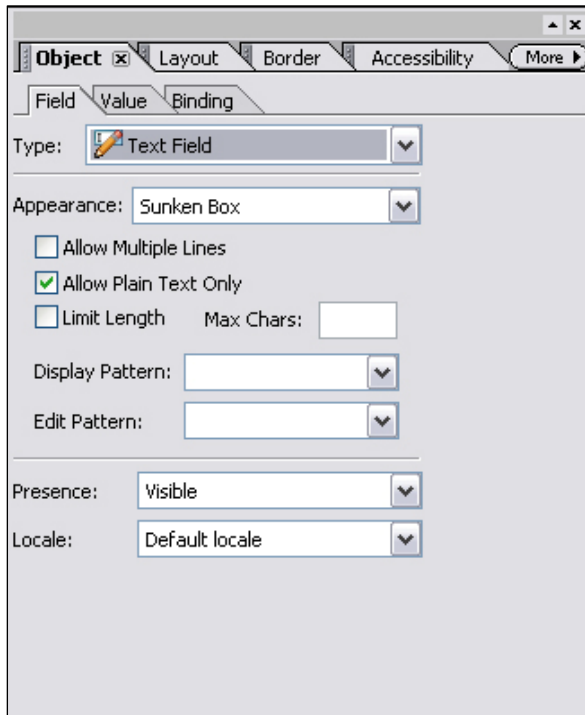 Object Layout Border Accessibility More
Field Value Binding
Type: Text Field
Appearance: Sunken Box
Allow Multiple Lines
Allow Plain Text Only
Limit Length Max Chars:
Display Pattern:
Edit Pattern:
Presence: Visible
Locale: Default locale